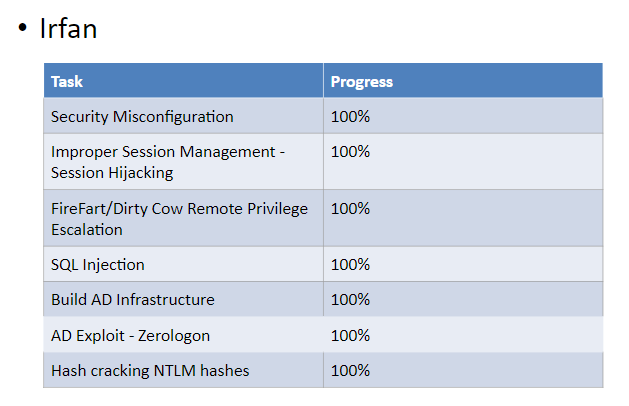 • Irfan
Task Progress
Security Misconfiguration 100%
Improper Session Management - 100%
Session Hijacking
FireFart/Dirty Cow Remote Privilege 100%
Escalation
SQL Injection 100%
Build AD Infrastructure 100%
AD Exploit - Zerologon 100%
Hash cracking NTLM hashes 100%